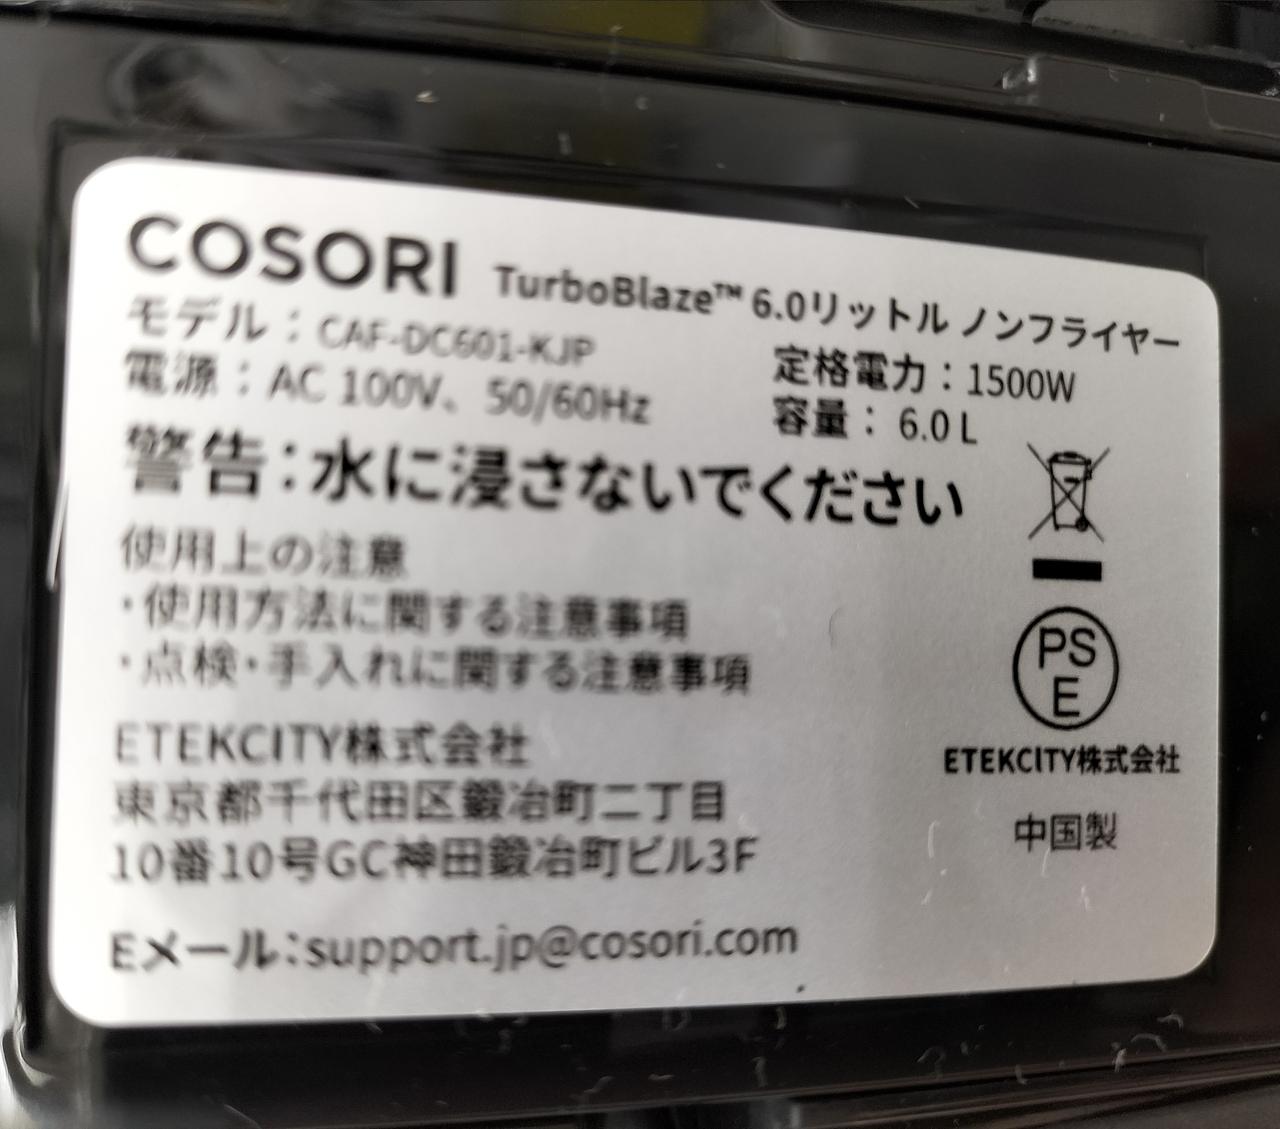 COSORI TurboBlaze™ 6.0リットル ノンフライヤー
モデル：CAF-DC601-KJP
定格電力：1500W
電源：AC 100V、50/60Hz
容量： 6.0 L
警告：水に浸さないでください
使用上の注意
・使用方法に関する注意事項
・点検・手入れに関する注意事項
PS
E
ETEKCITY株式会社
中国製
ETEKCITY株式会社
東京都千代田区鍛冶町二丁目
10番10号GC神田鍛冶町ビル3F
Eメール：support.jp@cosori.com